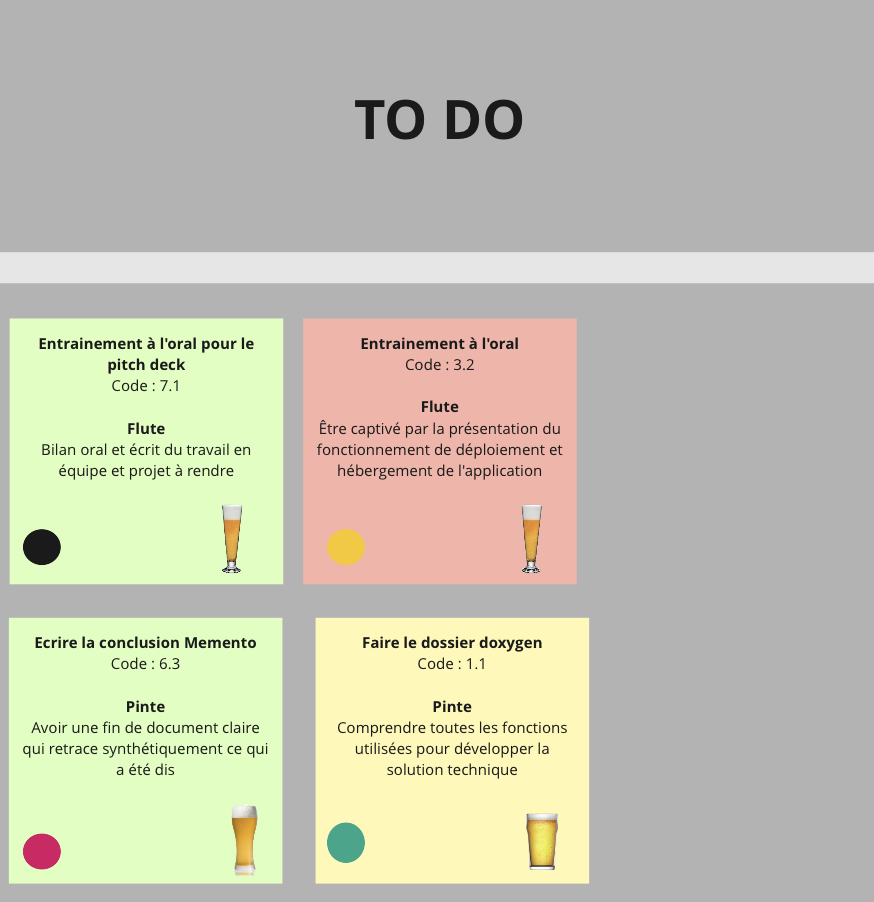 TO DO
Entrainement à l'oral pour le
pitch deck
Code : 7.1
Flute
Bilan oral et écrit du travail en
équipe et projet à rendre
Entrainement à l'oral
Code : 3.2
Flute
Être captivé par la présentation du
fonctionnement de déploiement et
hébergement de l'application
Ecrire la conclusion Memento
Code : 6.3
Pinte
Avoir une fin de document claire
qui retrace synthétiquement ce qui
a été dis
Faire le dossier doxygen
Code : 1.1
Pinte
Comprendre toutes les fonctions
utilisées pour développer la
solution technique